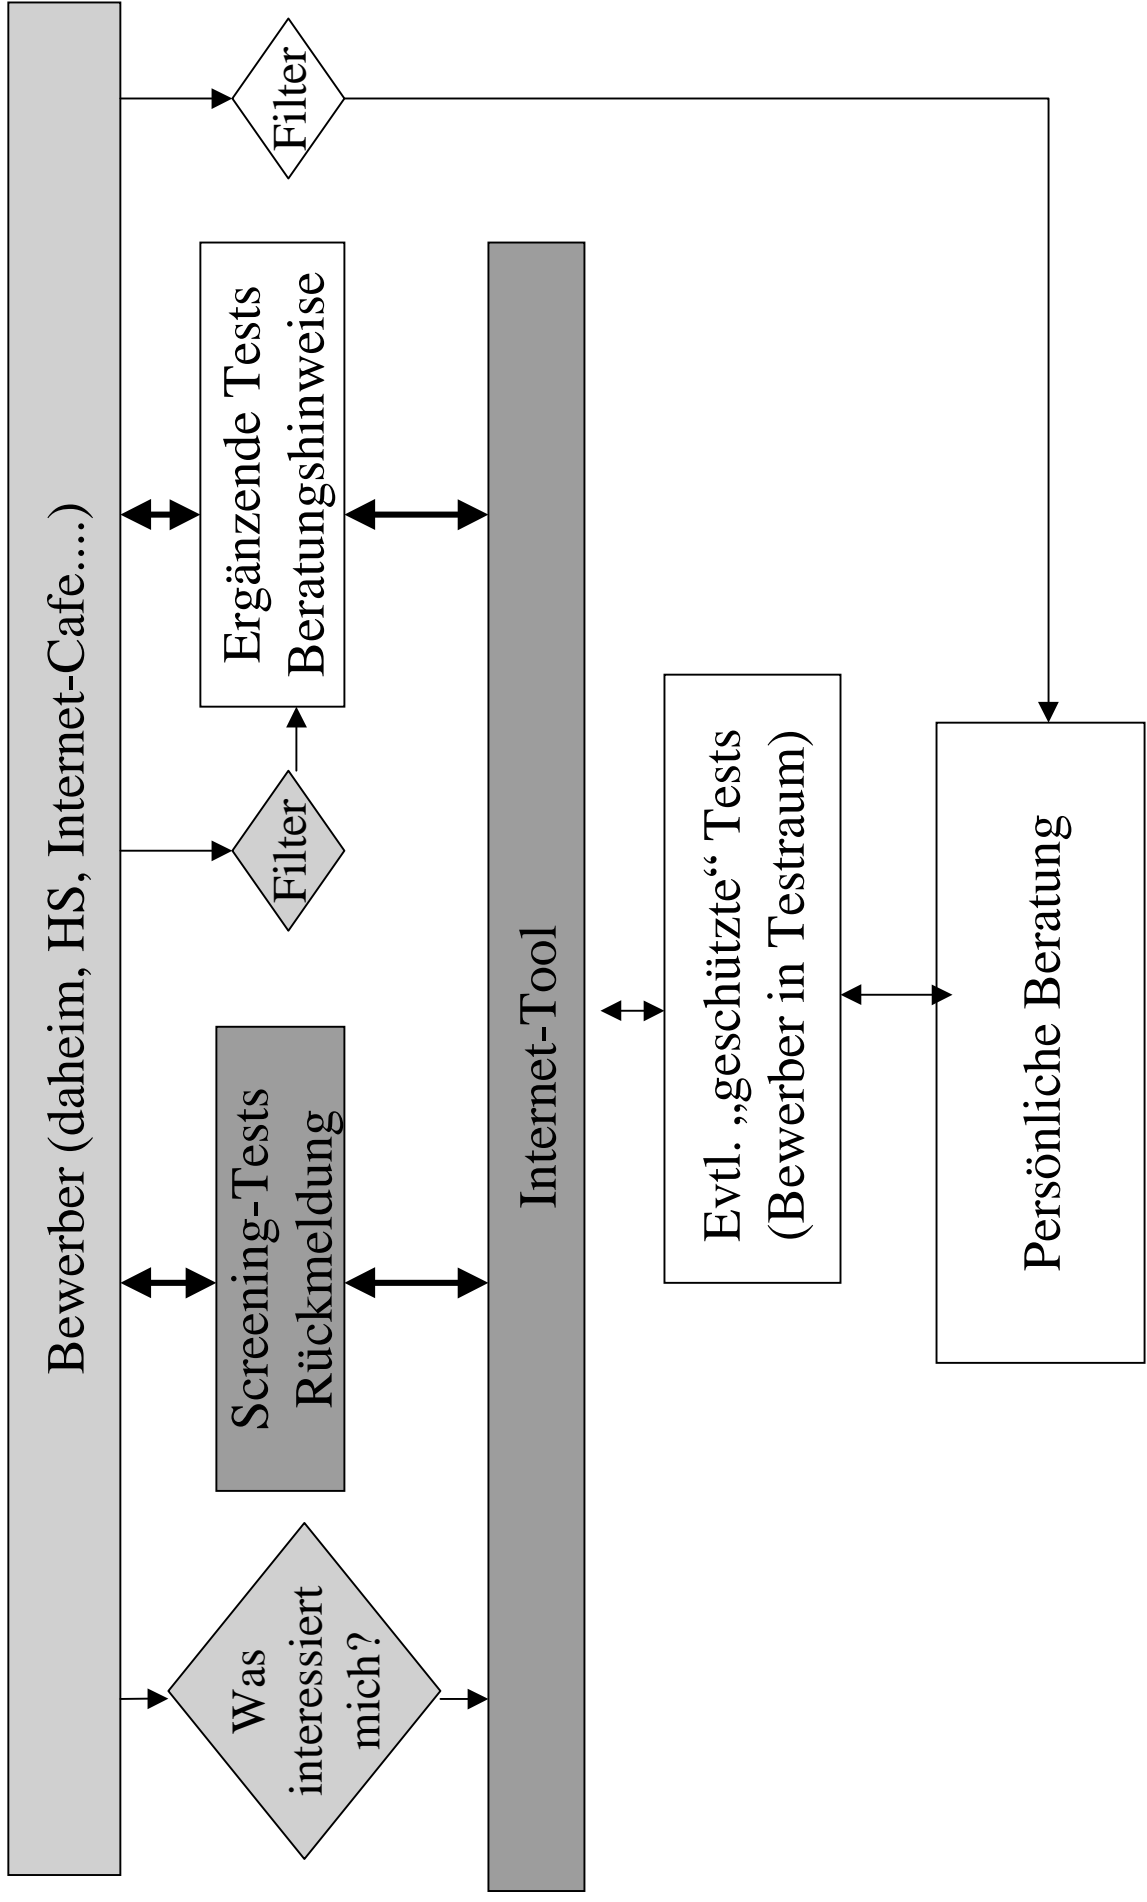 Bewerber (daheim, HS, Internet-Cafe....)
Was
interessiert
mich?
Screening-Tests
Rückmeldung
Filter
Ergänzende Tests
Beratungshinweise
Filter
Internet-Tool
Evtl. „geschützte“ Tests
(Bewerber in Testraum)
Persönliche Beratung